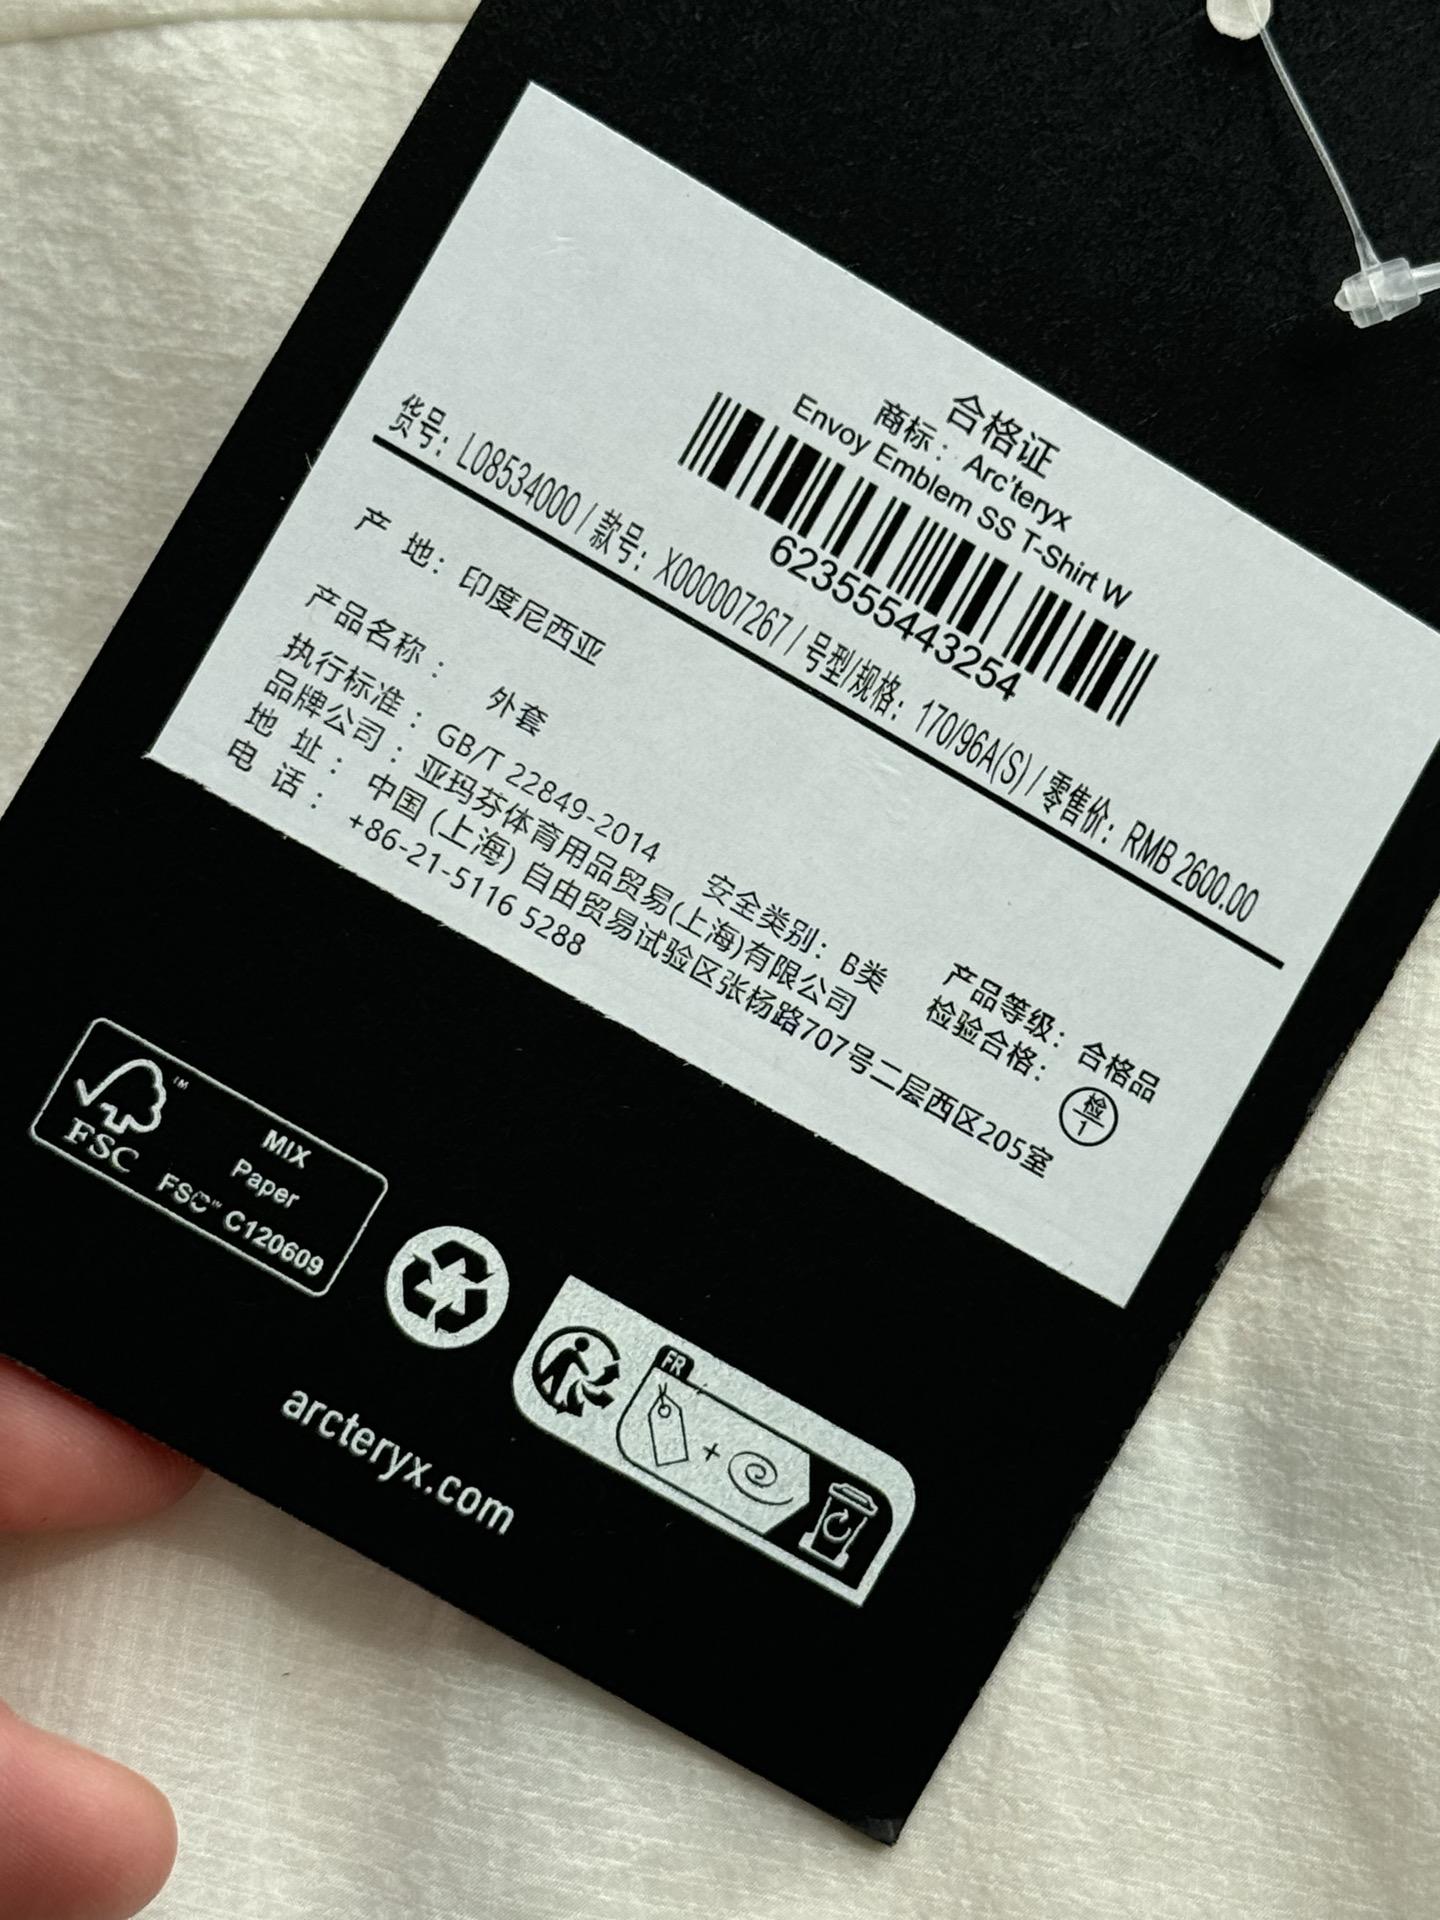 合格证
商标：Arc'teryx
Envoy Emblem SS T-Shirt W
623555443254
货号：L08534000 / 款号：X000007267 / 号型/规格：170/96A(S) / 零售价：RMB 2600.00
产 地：印度尼西亚
产品名称：外套
执行标准：GB/T 22849-2014 安全类别：B类 产品等级：合格品
品牌公司：亚玛芬体育用品贸易(上海)有限公司 检验合格：检1
地 址：中国 (上海) 自由贸易试验区张杨路707号二层西区205室
电 话：+86-21-5116 5288
FSC™
MIX
Paper
FSC™ C120609
FR
+
arcteryx.com